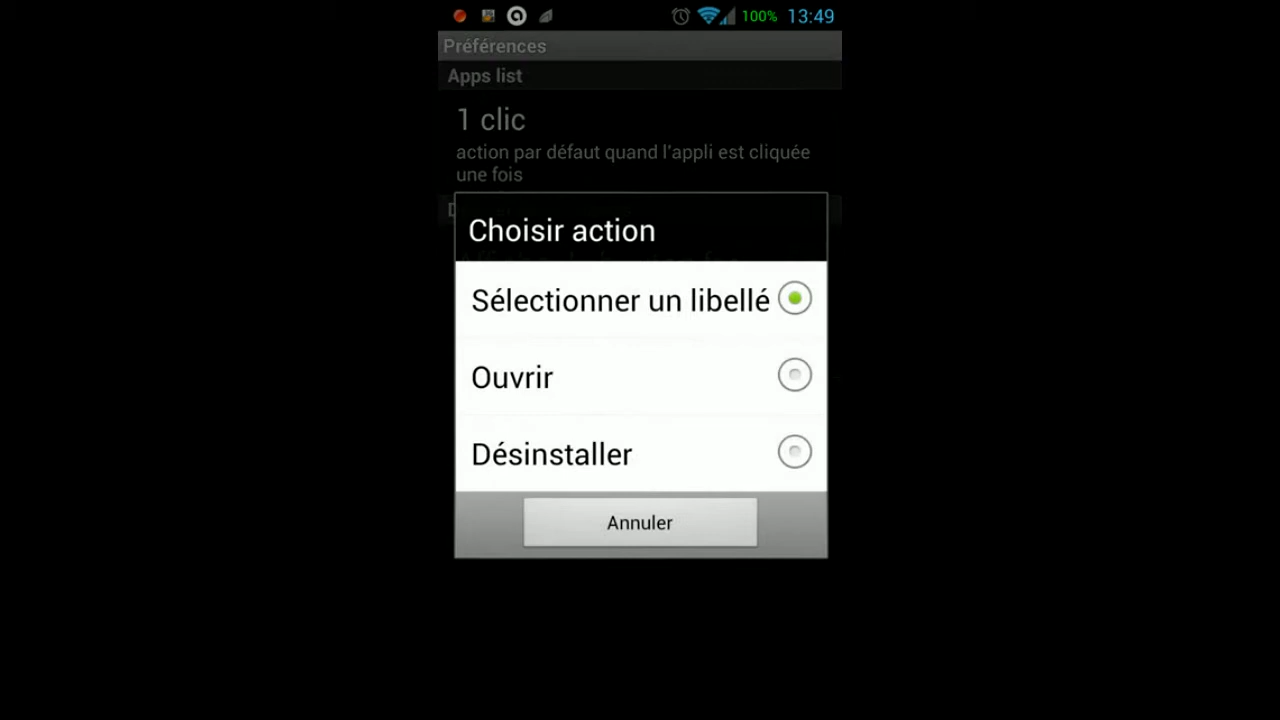 100% 13:49
Préférences
Apps list
1 clic
action par défaut quand l'appli est cliquée
une fois
Choisir action
Sélectionner un libellé
Ouvrir
Désinstaller
Annuler